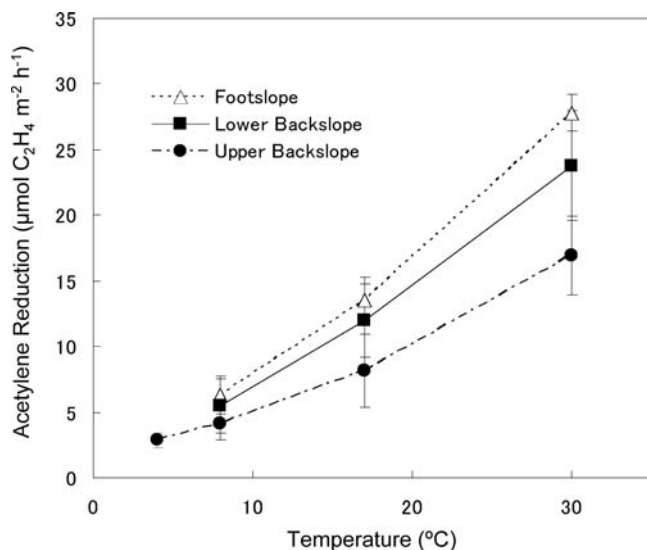 35
30
25
20
15
10
5
0
Acetylene Reduction (μmol C₂H₄ m⁻² h⁻¹)
Footslope
Lower Backslope
Upper Backslope
0 10 20 30
Temperature (ºC)